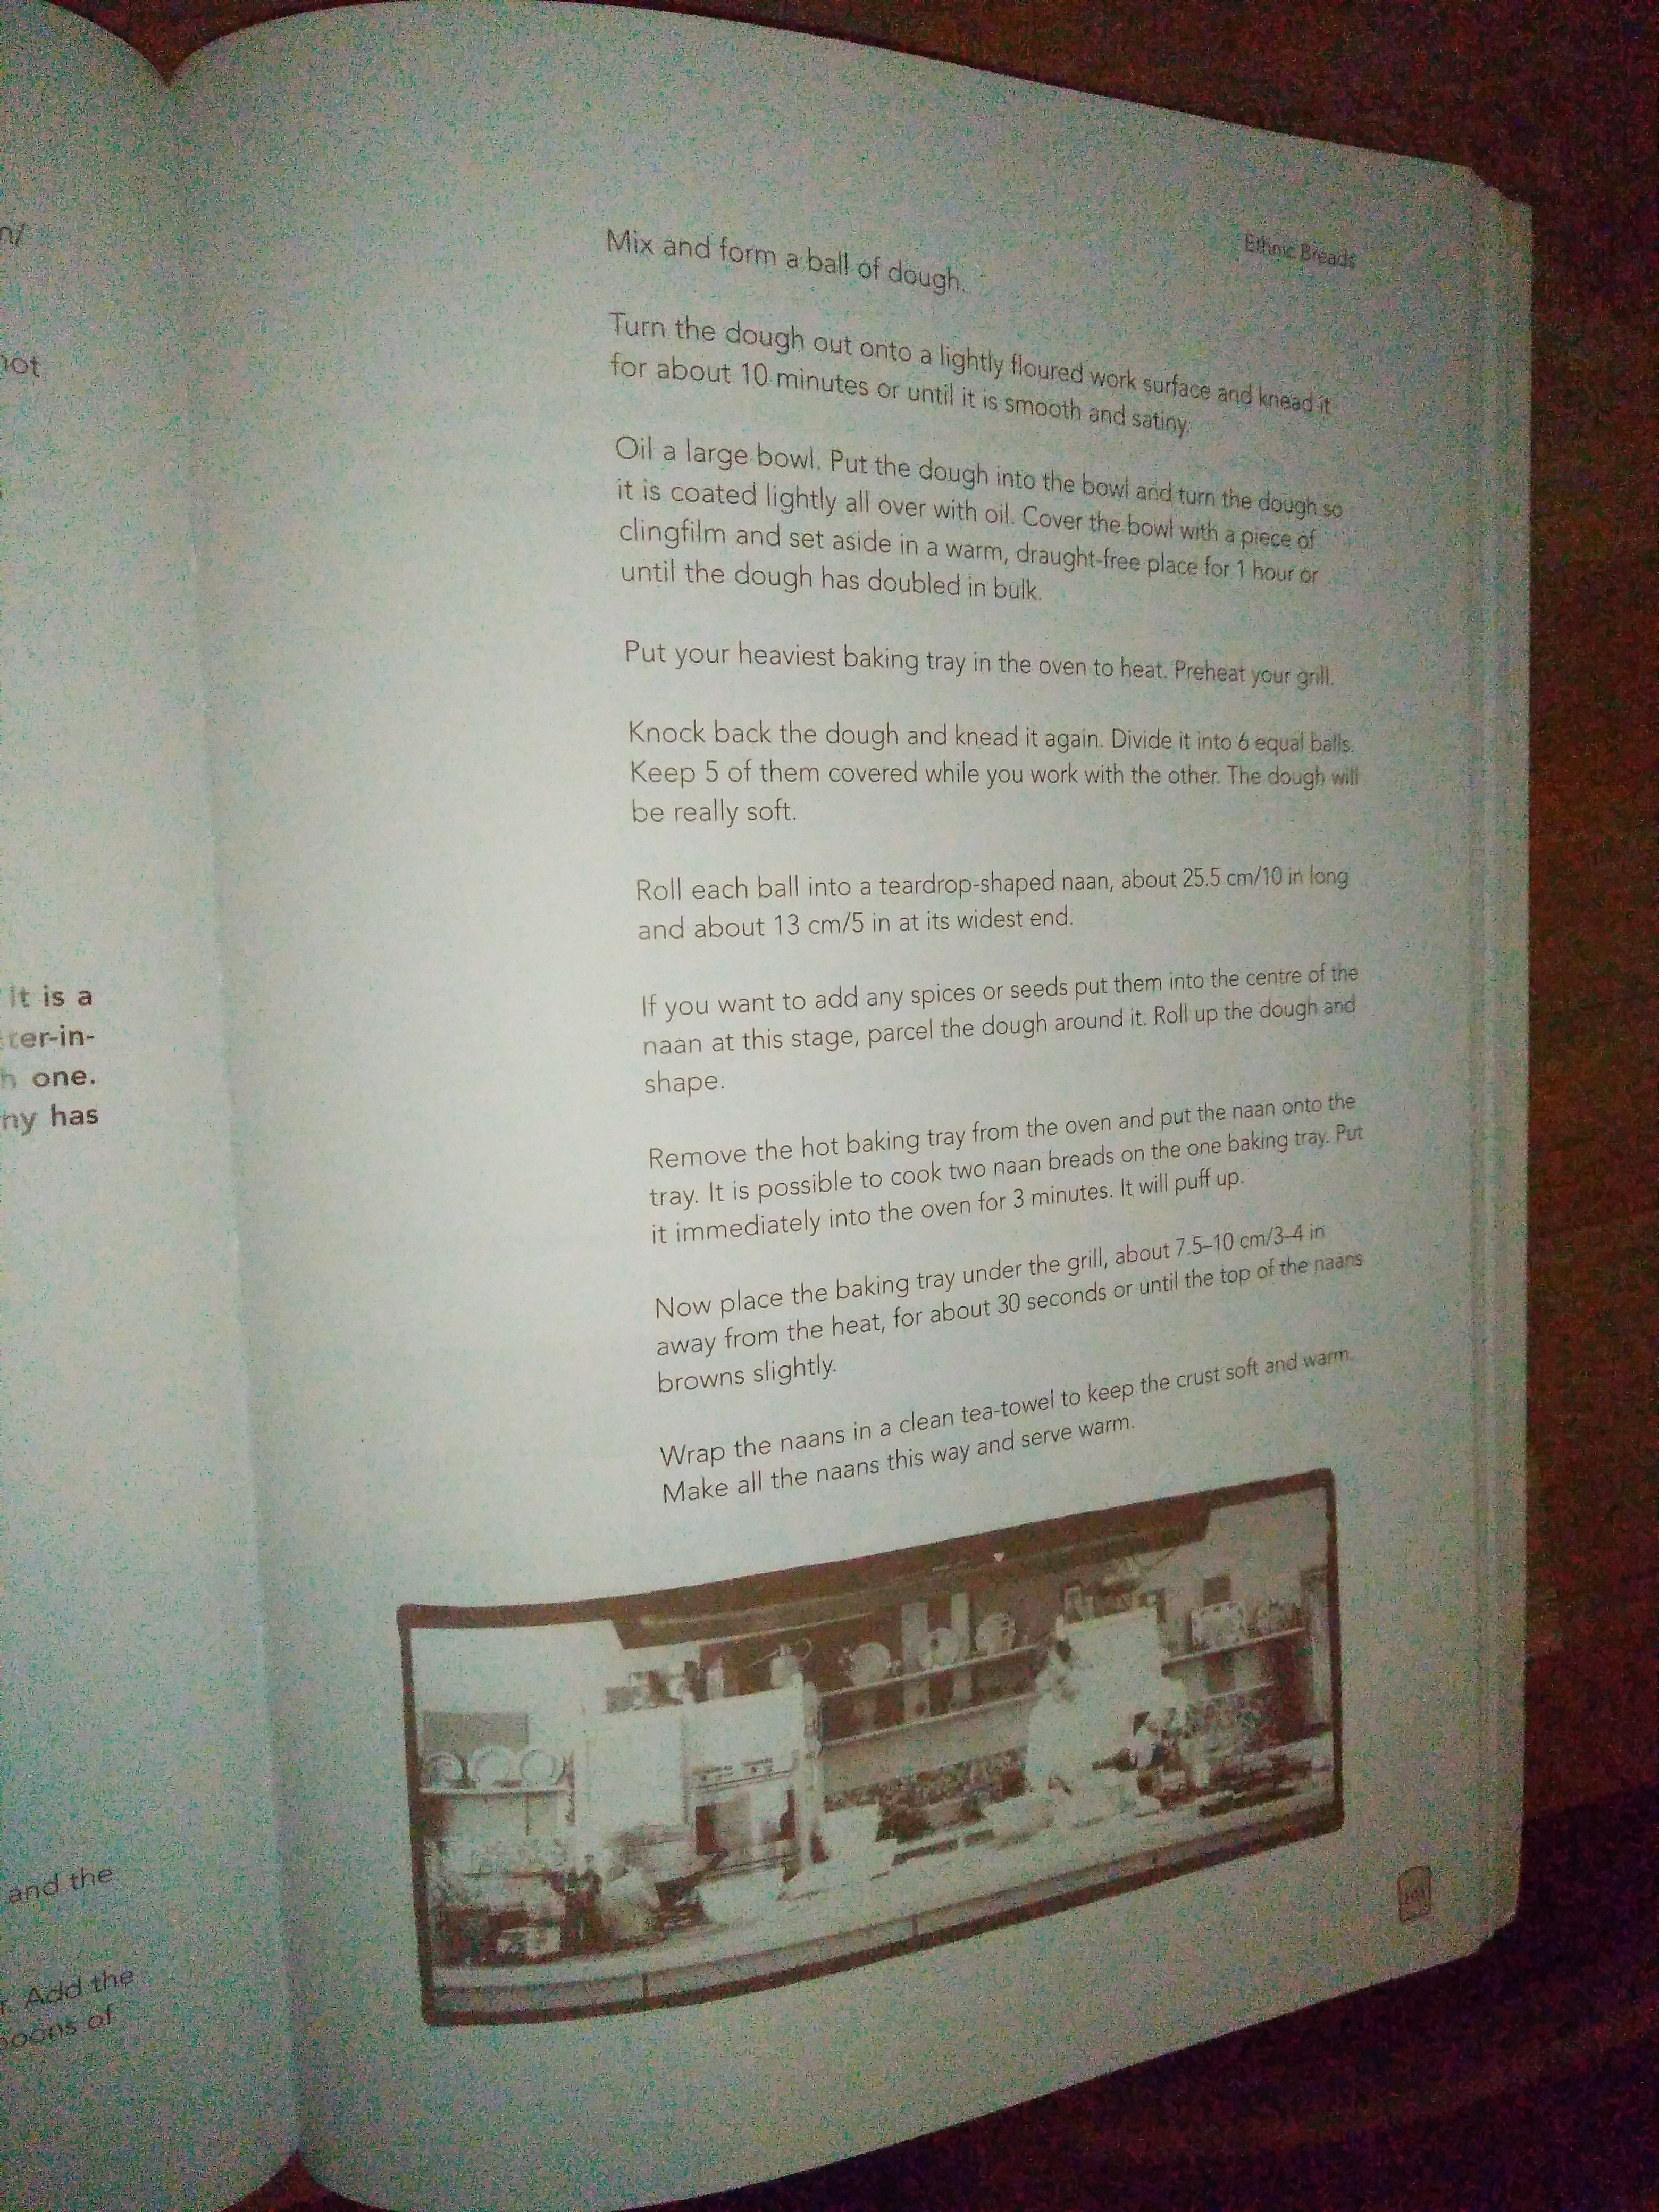 n/
not
it is a
ter-in-
h one.
ny has
and the
r. Add the
poons of
Ethnic Breads
Mix and form a ball of dough.
Turn the dough out onto a lightly floured work surface and knead it
for about 10 minutes or until it is smooth and satiny.
Oil a large bowl. Put the dough into the bowl and turn the dough so
it is coated lightly all over with oil. Cover the bowl with a piece of
clingfilm and set aside in a warm, draught-free place for 1 hour or
until the dough has doubled in bulk.
Put your heaviest baking tray in the oven to heat. Preheat your grill.
Knock back the dough and knead it again. Divide it into 6 equal balls.
Keep 5 of them covered while you work with the other. The dough will
be really soft.
Roll each ball into a teardrop-shaped naan, about 25.5 cm/10 in long
and about 13 cm/5 in at its widest end.
If you want to add any spices or seeds put them into the centre of the
naan at this stage, parcel the dough around it. Roll up the dough and
shape.
Remove the hot baking tray from the oven and put the naan onto the
tray. It is possible to cook two naan breads on the one baking tray. Put
it immediately into the oven for 3 minutes. It will puff up.
Now place the baking tray under the grill, about 7.5–10 cm/3–4 in
away from the heat, for about 30 seconds or until the top of the naans
browns slightly.
Wrap the naans in a clean tea-towel to keep the crust soft and warm.
Make all the naans this way and serve warm.